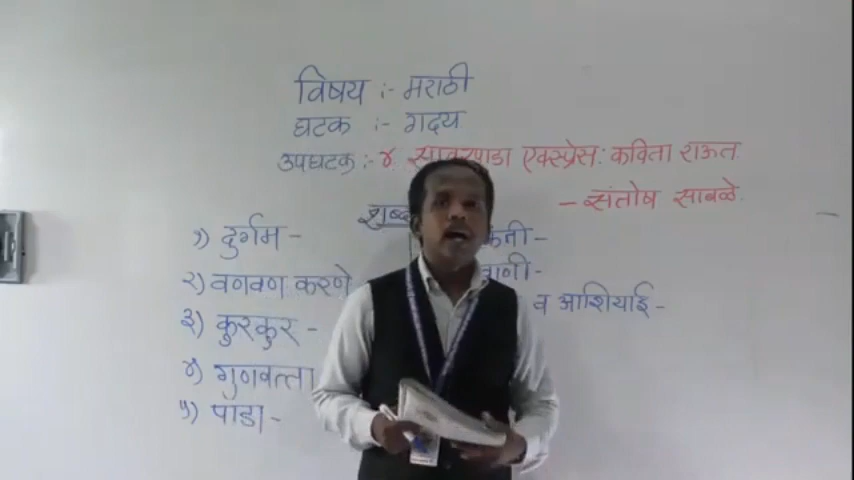 विषय :- मराठी
घटक :- गदय
उपघटक :- ४. सावरपाडा एक्स्प्रेस: कविता राऊत
- संतोष साबळे.
१) दुर्गम -
२) वणवण करणे
३) कुरकुर -
४) गुणवत्ता
५) पाडा -
व आशियाई -